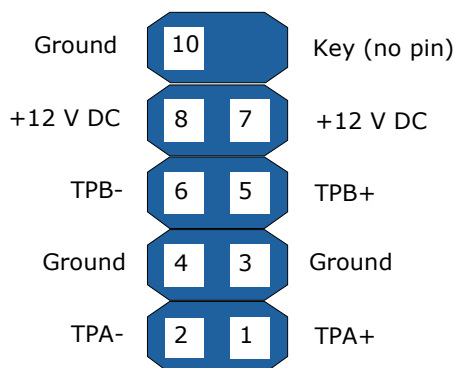 Ground 10 Key (no pin)
+12 V DC 8 7 +12 V DC
TPB- 6 5 TPB+
Ground 4 3 Ground
TPA- 2 1 TPA+